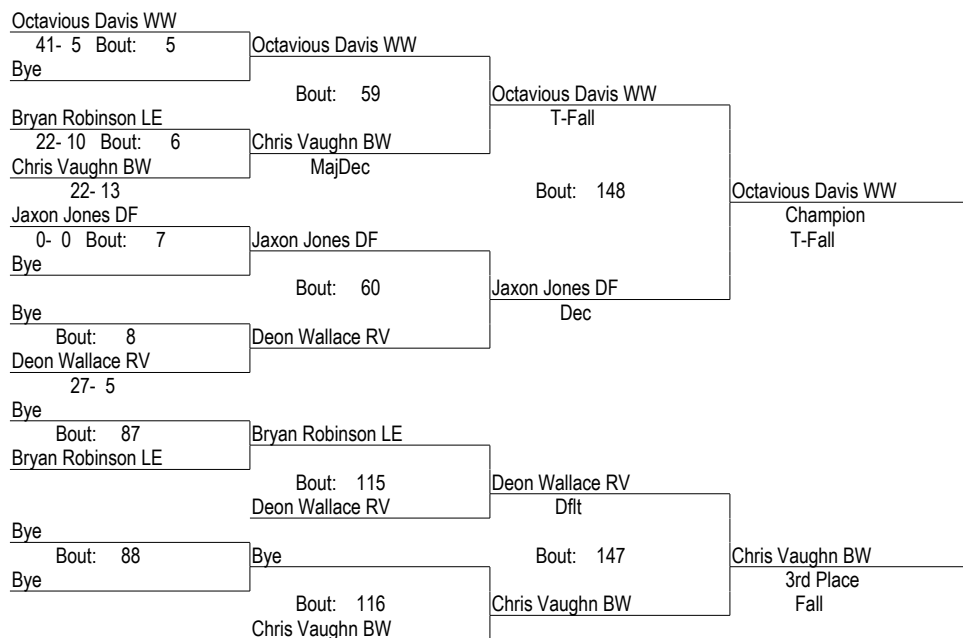 Octavious Davis WW
41- 5 Bout: 5
Octavious Davis WW
Bye
Bout: 59
Octavious Davis WW
T-Fall
Bryan Robinson LE
22- 10 Bout: 6
Chris Vaughn BW
MajDec
Chris Vaughn BW
22- 13
Bout: 148
Octavious Davis WW
Champion
T-Fall
Jaxon Jones DF
0- 0 Bout: 7
Jaxon Jones DF
Bye
Bout: 60
Jaxon Jones DF
Dec
Bye
Bout: 8
Deon Wallace RV
Deon Wallace RV
27- 5
Bye
Bout: 87
Bryan Robinson LE
Bryan Robinson LE
Bout: 115
Deon Wallace RV
Deon Wallace RV
Dflt
Bye
Bout: 88
Bye
Bye
Bout: 147
Chris Vaughn BW
3rd Place
Fall
Bout: 116
Chris Vaughn BW
Chris Vaughn BW